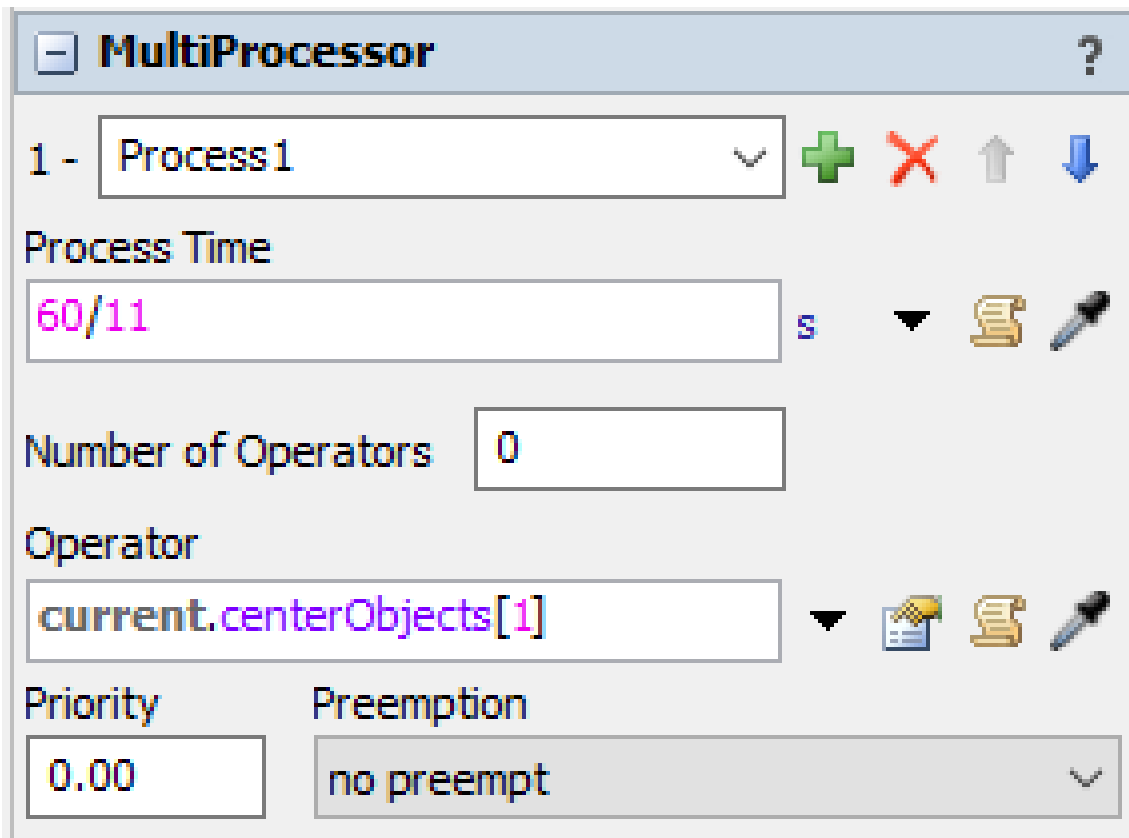 MultiProcessor ?
1 - Process1
Process Time
60/11 s
Number of Operators 0
Operator
current.centerObjects[1]
Priority Preemption
0.00 no preempt